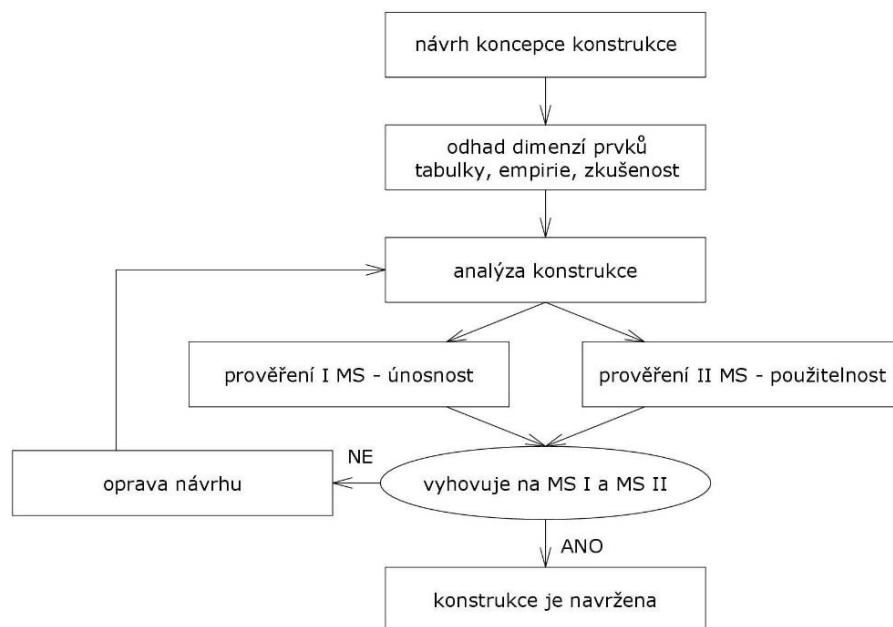 návrh koncepce konstrukce
odhad dimenzí prvků
tabulky, empirie, zkušenost
analýza konstrukce
prověření I MS - únosnost
prověření II MS - použitelnost
NE
oprava návrhu
vyhovuje na MS I a MS II
ANO
konstrukce je navržena